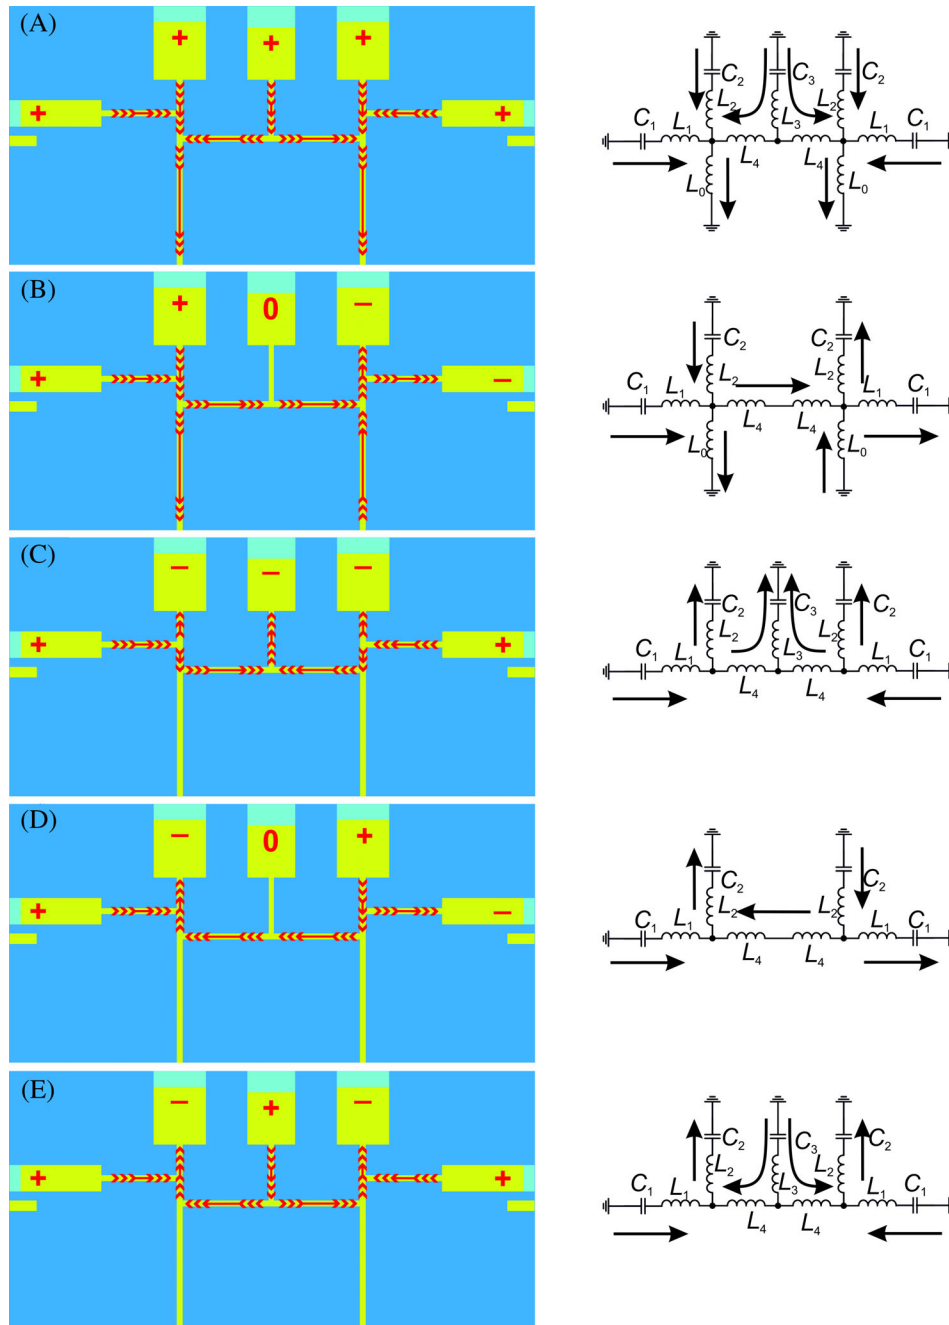 (A)
+ + +
+ +
C2 C3 C2
L2 L3 L2
C1 L1 L4 L4 L1 C1
L0 L0
(B)
+ 0 −
+ −
C2 C2
L2 L2
C1 L1 L4 L4 L1 C1
L0 L0
(C)
− − −
+ +
C2 C3 C2
L2 L3 L2
C1 L1 L4 L4 L1 C1
(D)
− 0 +
+ −
C2 C2
L2 L2
C1 L1 L4 L4 L1 C1
(E)
− + −
+ +
C2 C3 C2
L2 L3 L2
C1 L1 L4 L4 L1 C1